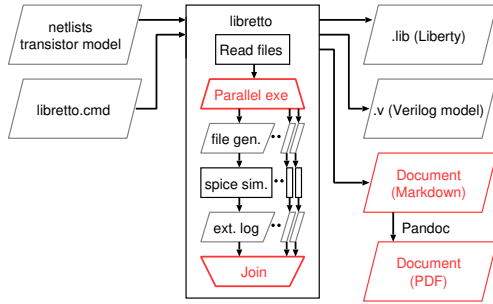 netlists
transistor model
libretto.cmd
libretto
Read files
Parallel exe
file gen.
spice sim.
ext. log
Join
.lib (Liberty)
.v (Verilog model)
Document
(Markdown)
Pandoc
Document
(PDF)